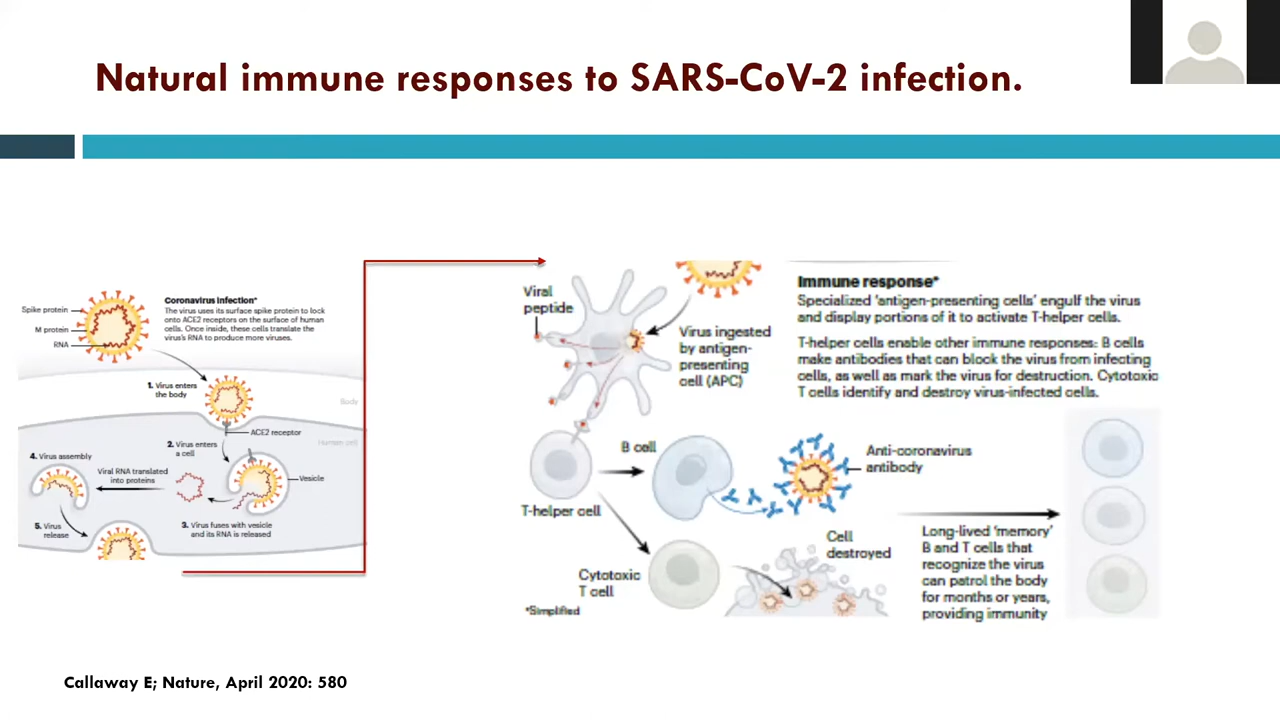 Natural immune responses to SARS-CoV-2 infection.
Spike protein
M protein
RNA
Coronavirus infection*
The virus uses its surface spike protein to lock
onto ACE2 receptors on the surface of human
cells. Once inside, these cells translate the
virus's RNA to produce more viruses.
1. Virus enters
the body
Body
ACE2 receptor
Human cell
2. Virus enters
a cell
4. Virus assembly
Viral RNA translated
into proteins
Vesicle
5. Virus
release
3. Virus fuses with vesicle
and its RNA is released
Viral
peptide
Virus ingested
by antigen-
presenting
cell (APC)
Immune response*
Specialized 'antigen-presenting cells' engulf the virus
and display portions of it to activate T-helper cells.
T-helper cells enable other immune responses: B cells
make antibodies that can block the virus from infecting
cells, as well as mark the virus for destruction. Cytotoxic
T cells identify and destroy virus-infected cells.
B cell
Anti-coronavirus
antibody
T-helper cell
Cell
destroyed
Cytotoxic
T cell
*Simplified
Long-lived 'memory'
B and T cells that
recognize the virus
can patrol the body
for months or years,
providing immunity
Callaway E; Nature, April 2020: 580